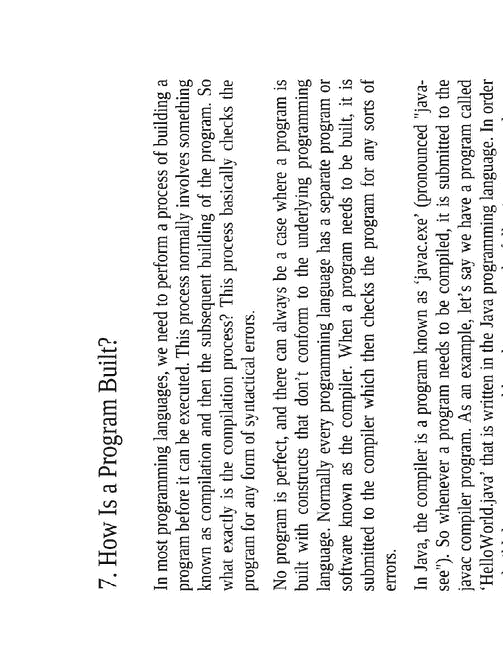 7. How Is a Program Built?
In most programming languages, we need to perform a process of building a
program before it can be executed. This process normally involves something
known as compilation and then the subsequent building of the program. So
what exactly is the compilation process? This process basically checks the
program for any form of syntactical errors.
No program is perfect, and there can always be a case where a program is
built with constructs that don’t conform to the underlying programming
language. Normally every programming language has a separate program or
software known as the compiler. When a program needs to be built, it is
submitted to the compiler which then checks the program for any sorts of
errors.
In Java, the compiler is a program known as ‘javac.exe’ (pronounced "java-
see"). So whenever a program needs to be compiled, it is submitted to the
javac compiler program. As an example, let’s say we have a program called
‘HelloWorld.java’ that is written in the Java programming language. In order